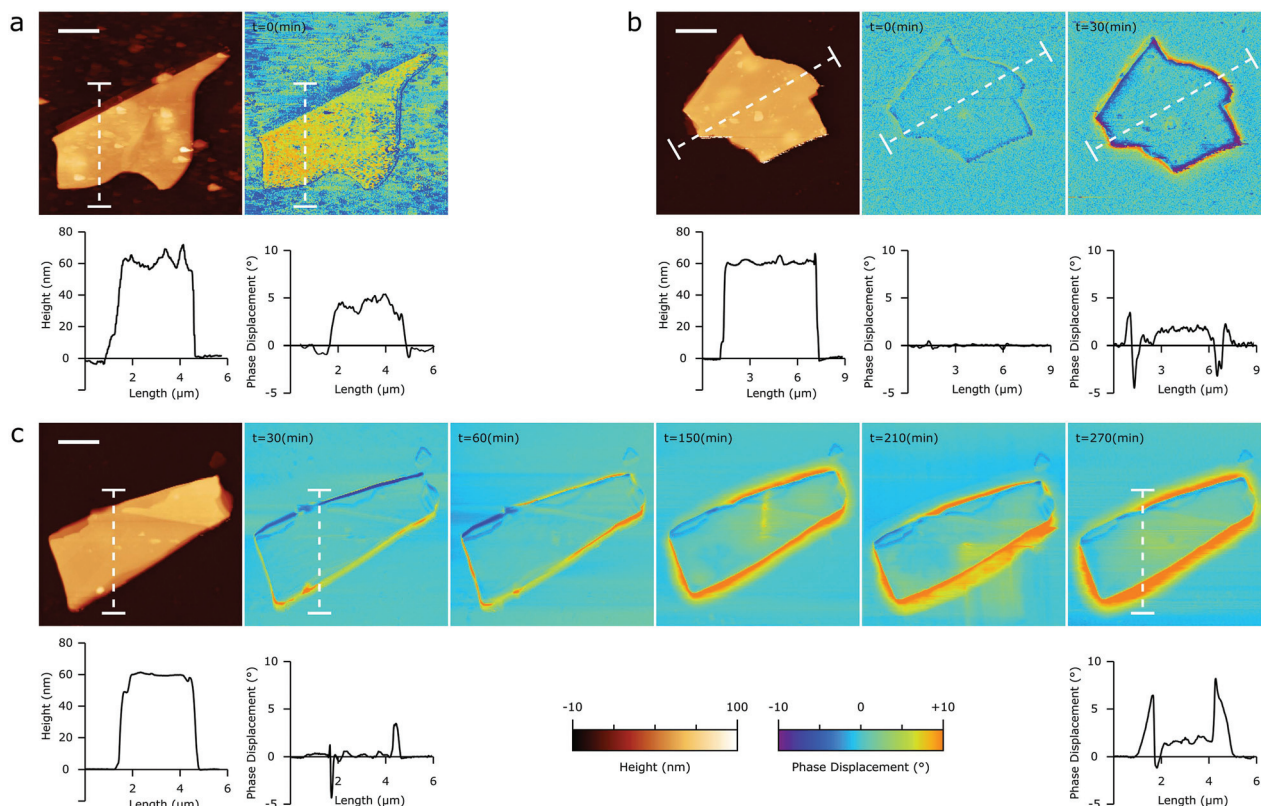 a
t=0(min)
b
t=0(min)
t=30(min)
80
60
40
20
0
Height (nm)
2
4
6
Length (µm)
10
5
0
-5
Phase Displacement (°)
2
4
6
Length (µm)
80
60
40
20
0
Height (nm)
3
6
9
Length (µm)
10
5
0
-5
Phase Displacement (°)
3
6
9
Length (µm)
10
5
0
-5
Phase Displacement (°)
3
6
9
Length (µm)
c
t=30(min)
t=60(min)
t=150(min)
t=210(min)
t=270(min)
80
60
40
20
0
Height (nm)
2
4
6
Length (µm)
10
5
0
-5
Phase Displacement (°)
2
4
6
Length (µm)
-10
100
Height (nm)
-10
0
+10
Phase Displacement (°)
10
5
0
-5
Phase Displacement (°)
2
4
6
Length (µm)